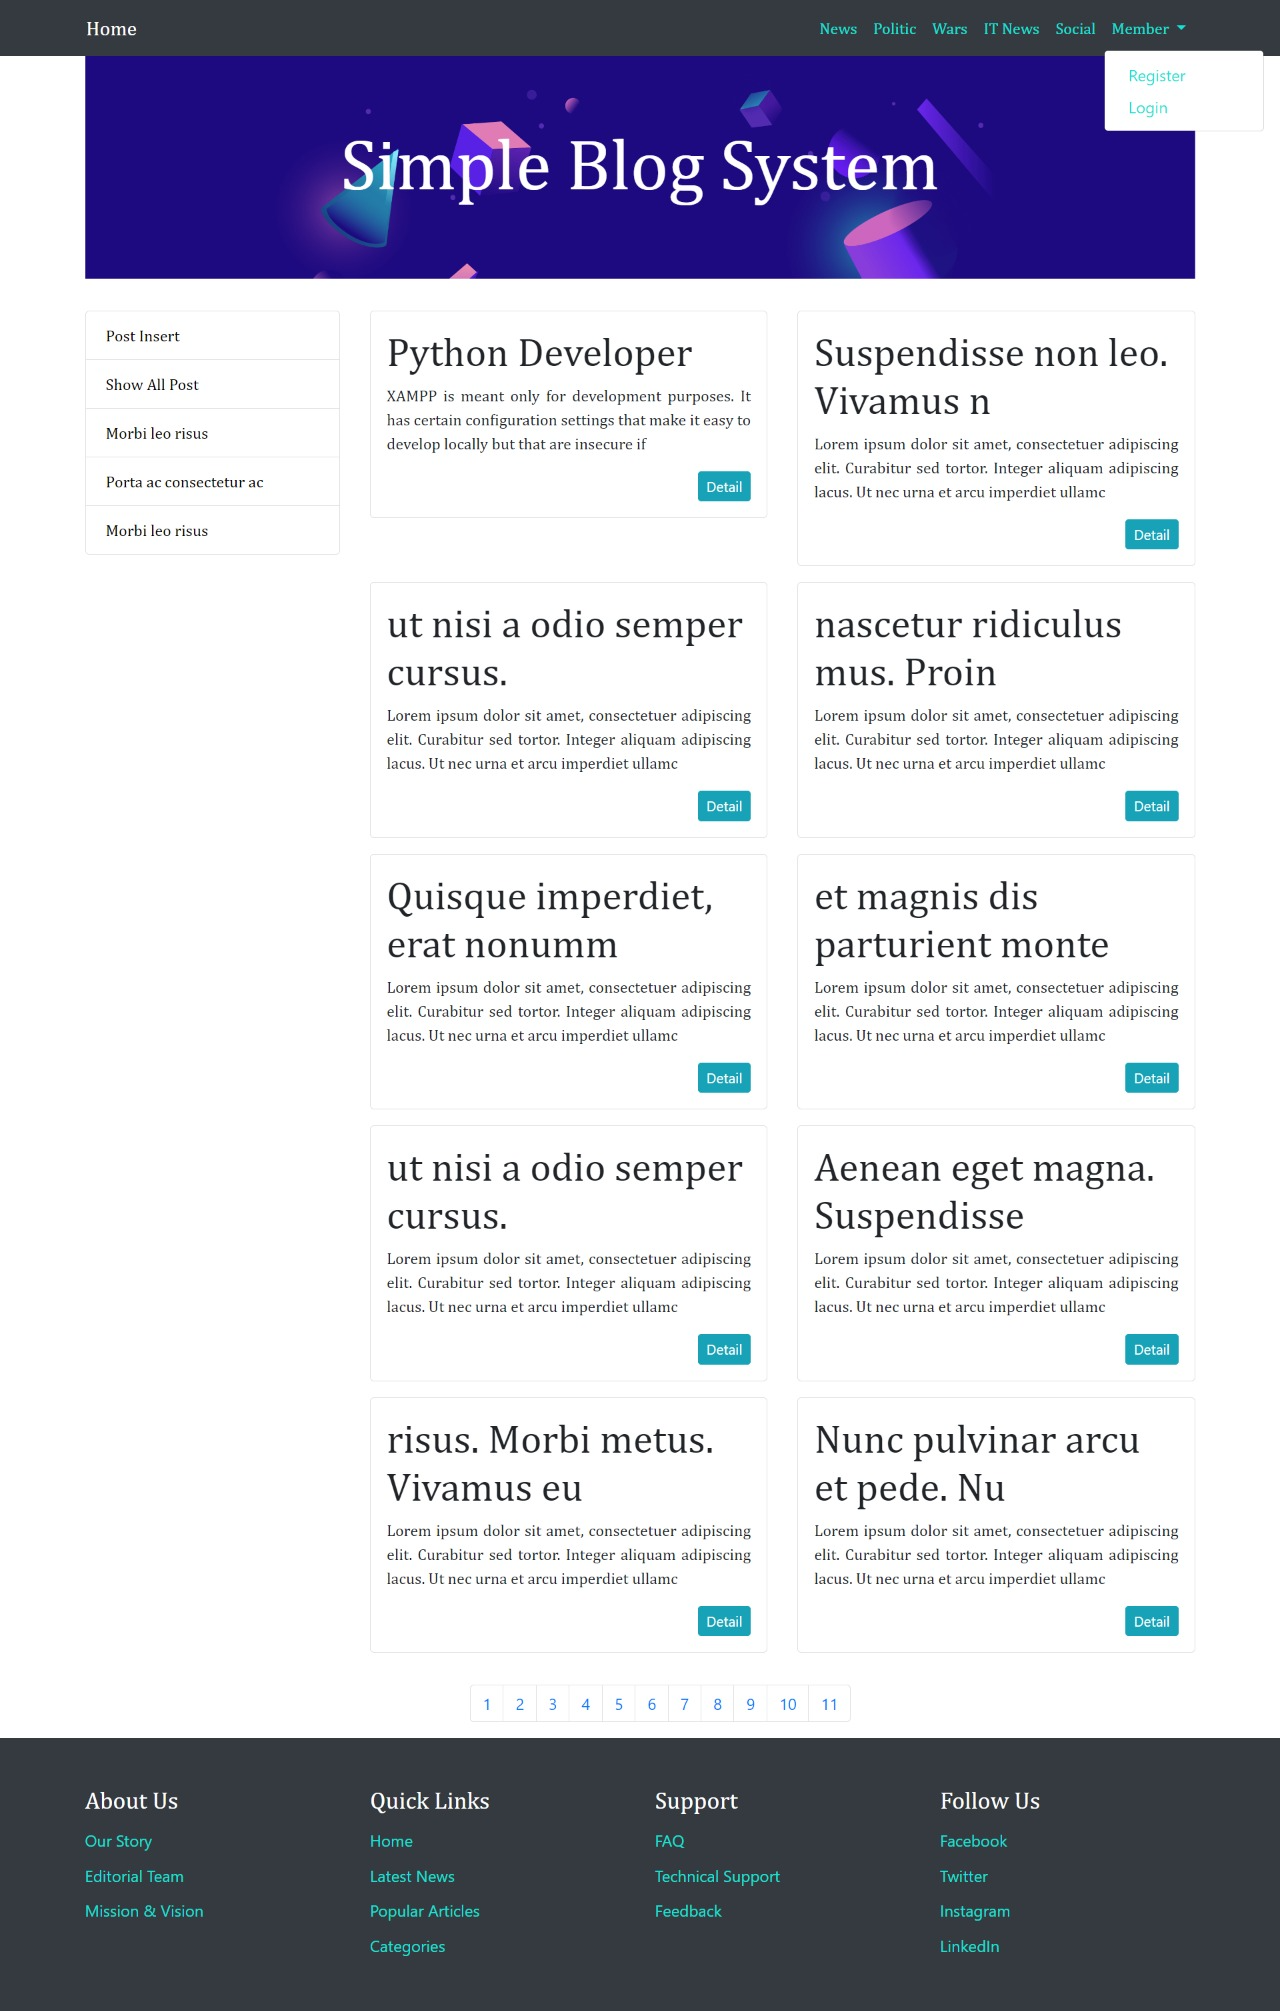 Home
News
Politic
Wars
IT News
Social
Member
Register
Login
Simple Blog System
Post Insert
Show All Post
Morbi leo risus
Porta ac consectetur ac
Morbi leo risus
Python Developer
XAMPP is meant only for development purposes. It
has certain configuration settings that make it easy to
develop locally but that are insecure if
Detail
Suspendisse non leo.
Vivamus n
Lorem ipsum dolor sit amet, consectetuer adipiscing
elit. Curabitur sed tortor. Integer aliquam adipiscing
lacus. Ut nec urna et arcu imperdiet ullamc
Detail
ut nisi a odio semper
cursus.
Lorem ipsum dolor sit amet, consectetuer adipiscing
elit. Curabitur sed tortor. Integer aliquam adipiscing
lacus. Ut nec urna et arcu imperdiet ullamc
Detail
nascetur ridiculus
mus. Proin
Lorem ipsum dolor sit amet, consectetuer adipiscing
elit. Curabitur sed tortor. Integer aliquam adipiscing
lacus. Ut nec urna et arcu imperdiet ullamc
Detail
Quisque imperdiet,
erat nonumm
Lorem ipsum dolor sit amet, consectetuer adipiscing
elit. Curabitur sed tortor. Integer aliquam adipiscing
lacus. Ut nec urna et arcu imperdiet ullamc
Detail
et magnis dis
parturient monte
Lorem ipsum dolor sit amet, consectetuer adipiscing
elit. Curabitur sed tortor. Integer aliquam adipiscing
lacus. Ut nec urna et arcu imperdiet ullamc
Detail
ut nisi a odio semper
cursus.
Lorem ipsum dolor sit amet, consectetuer adipiscing
elit. Curabitur sed tortor. Integer aliquam adipiscing
lacus. Ut nec urna et arcu imperdiet ullamc
Detail
Aenean eget magna.
Suspendisse
Lorem ipsum dolor sit amet, consectetuer adipiscing
elit. Curabitur sed tortor. Integer aliquam adipiscing
lacus. Ut nec urna et arcu imperdiet ullamc
Detail
risus. Morbi metus.
Vivamus eu
Lorem ipsum dolor sit amet, consectetuer adipiscing
elit. Curabitur sed tortor. Integer aliquam adipiscing
lacus. Ut nec urna et arcu imperdiet ullamc
Detail
Nunc pulvinar arcu
et pede. Nu
Lorem ipsum dolor sit amet, consectetuer adipiscing
elit. Curabitur sed tortor. Integer aliquam adipiscing
lacus. Ut nec urna et arcu imperdiet ullamc
Detail
1 2 3 4 5 6 7 8 9 10 11
About Us
Our Story
Editorial Team
Mission & Vision
Quick Links
Home
Latest News
Popular Articles
Categories
Support
FAQ
Technical Support
Feedback
Follow Us
Facebook
Twitter
Instagram
LinkedIn